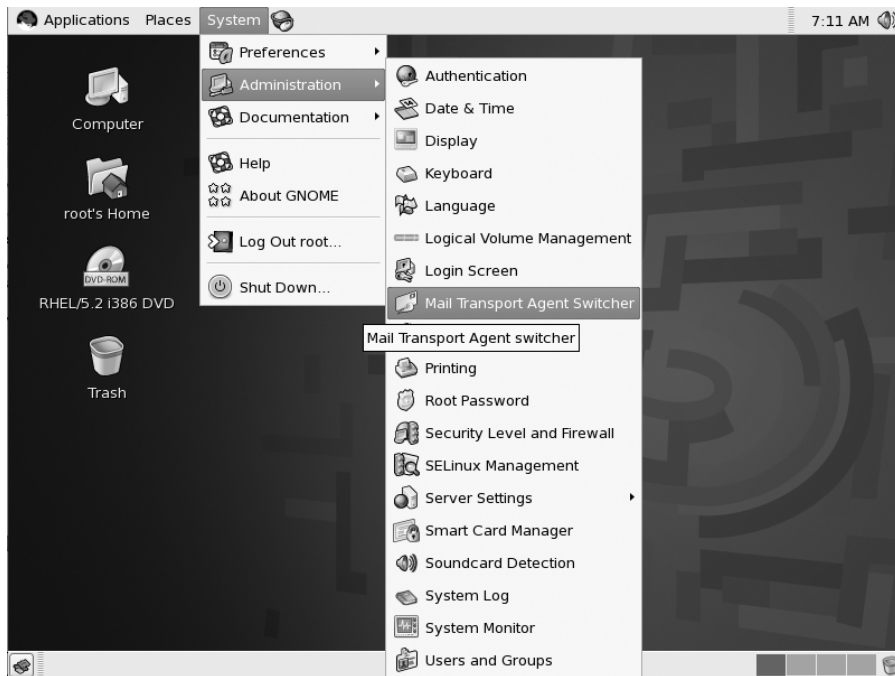 Applications Places System 7:11 AM
Computer
root's Home
DVD-ROM
RHEL/5.2 i386 DVD
Trash
Preferences
Administration
Documentation
Help
About GNOME
Log Out root...
Shut Down...
Authentication
Date & Time
Display
Keyboard
Language
Logical Volume Management
Login Screen
Mail Transport Agent Switcher
Mail Transport Agent switcher
Printing
Root Password
Security Level and Firewall
SELinux Management
Server Settings
Smart Card Manager
Soundcard Detection
System Log
System Monitor
Users and Groups